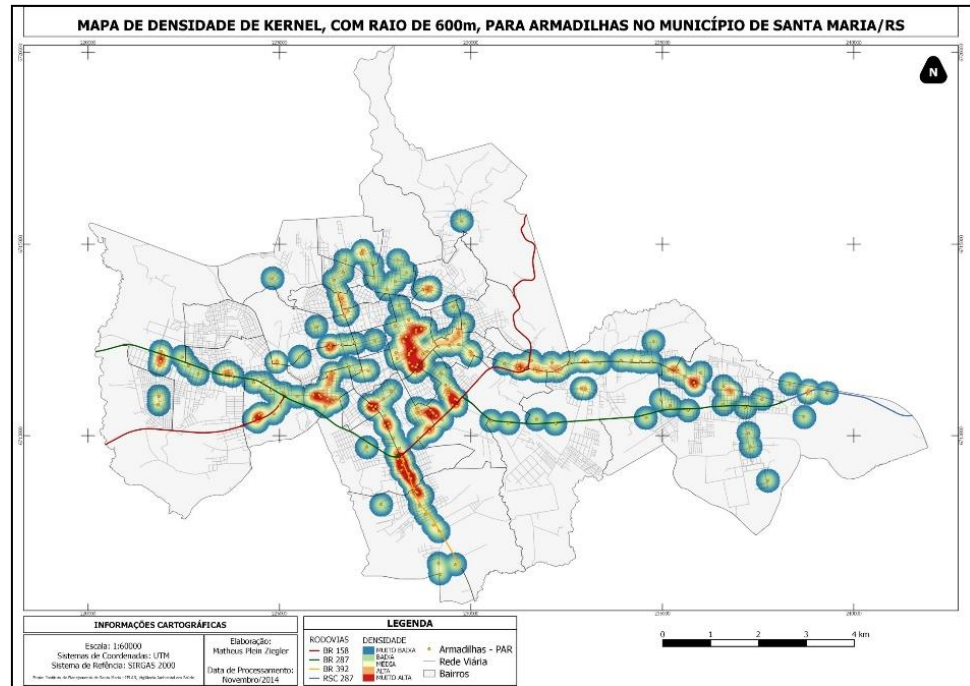 MAPA DE DENSIDADE DE KERNEL, COM RAIO DE 600m, PARA ARMADILHAS NO MUNICÍPIO DE SANTA MARIA/RS
N
INFORMAÇÕES CARTOGRÁFICAS
Escala: 1:60000
Sistemas de Coordenadas: UTM
Sistema de Refência: SIRGAS 2000
Elaboração:
Matheus Plein Ziegler
Data de Processamento:
Novembro/2014
LEGENDA
RODOVIAS
BR 158
BR 287
BR 392
RSC 287
DENSIDADE
MUITO BAIXA
BAIXA
MÉDIA
ALTA
MUITO ALTA
Armadilhas - PAR
Rede Viária
Bairros
0 1 2 3 4 km